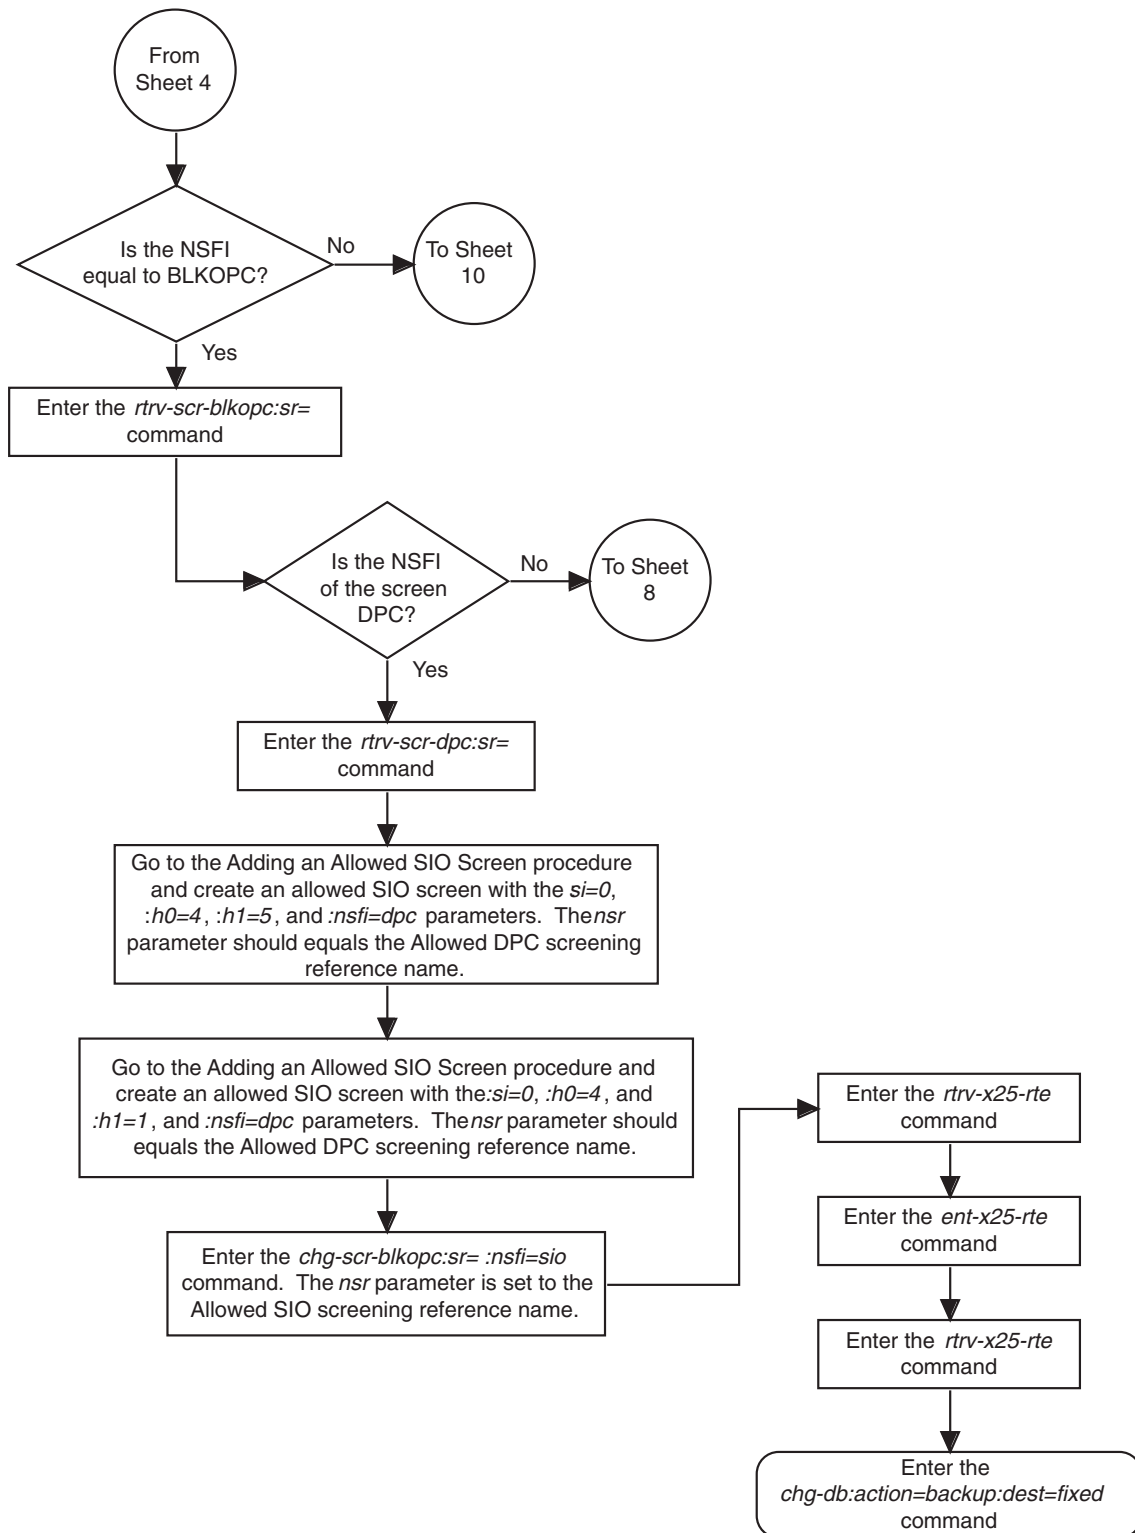 From
Sheet 4
Is the NSFI
equal to BLKOPC?
No
To Sheet
10
Yes
Enter the rtrv-scr-blkopc:sr=
command
Is the NSFI
of the screen
DPC?
No
To Sheet
8
Yes
Enter the rtrv-scr-dpc:sr=
command
Go to the Adding an Allowed SIO Screen procedure
and create an allowed SIO screen with the si=0,
:h0=4, :h1=5, and :nsfi=dpc parameters. The nsr
parameter should equals the Allowed DPC screening
reference name.
Go to the Adding an Allowed SIO Screen procedure and
create an allowed SIO screen with the:si=0, :h0=4, and
:h1=1, and :nsfi=dpc parameters. The nsr parameter should
equals the Allowed DPC screening reference name.
Enter the chg-scr-blkopc:sr= :nsfi=sio
command. The nsr parameter is set to the
Allowed SIO screening reference name.
Enter the rtrv-x25-rte
command
Enter the ent-x25-rte
command
Enter the rtrv-x25-rte
command
Enter the
chg-db:action=backup:dest=fixed
command